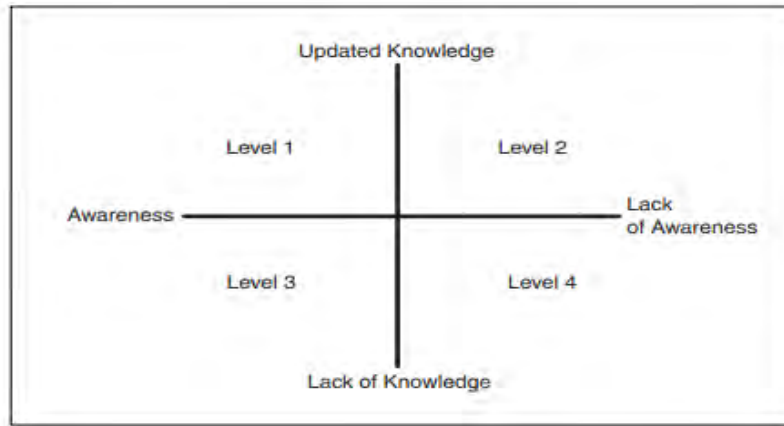 Updated Knowledge
Level 1
Level 2
Awareness
Lack
of Awareness
Level 3
Level 4
Lack of Knowledge